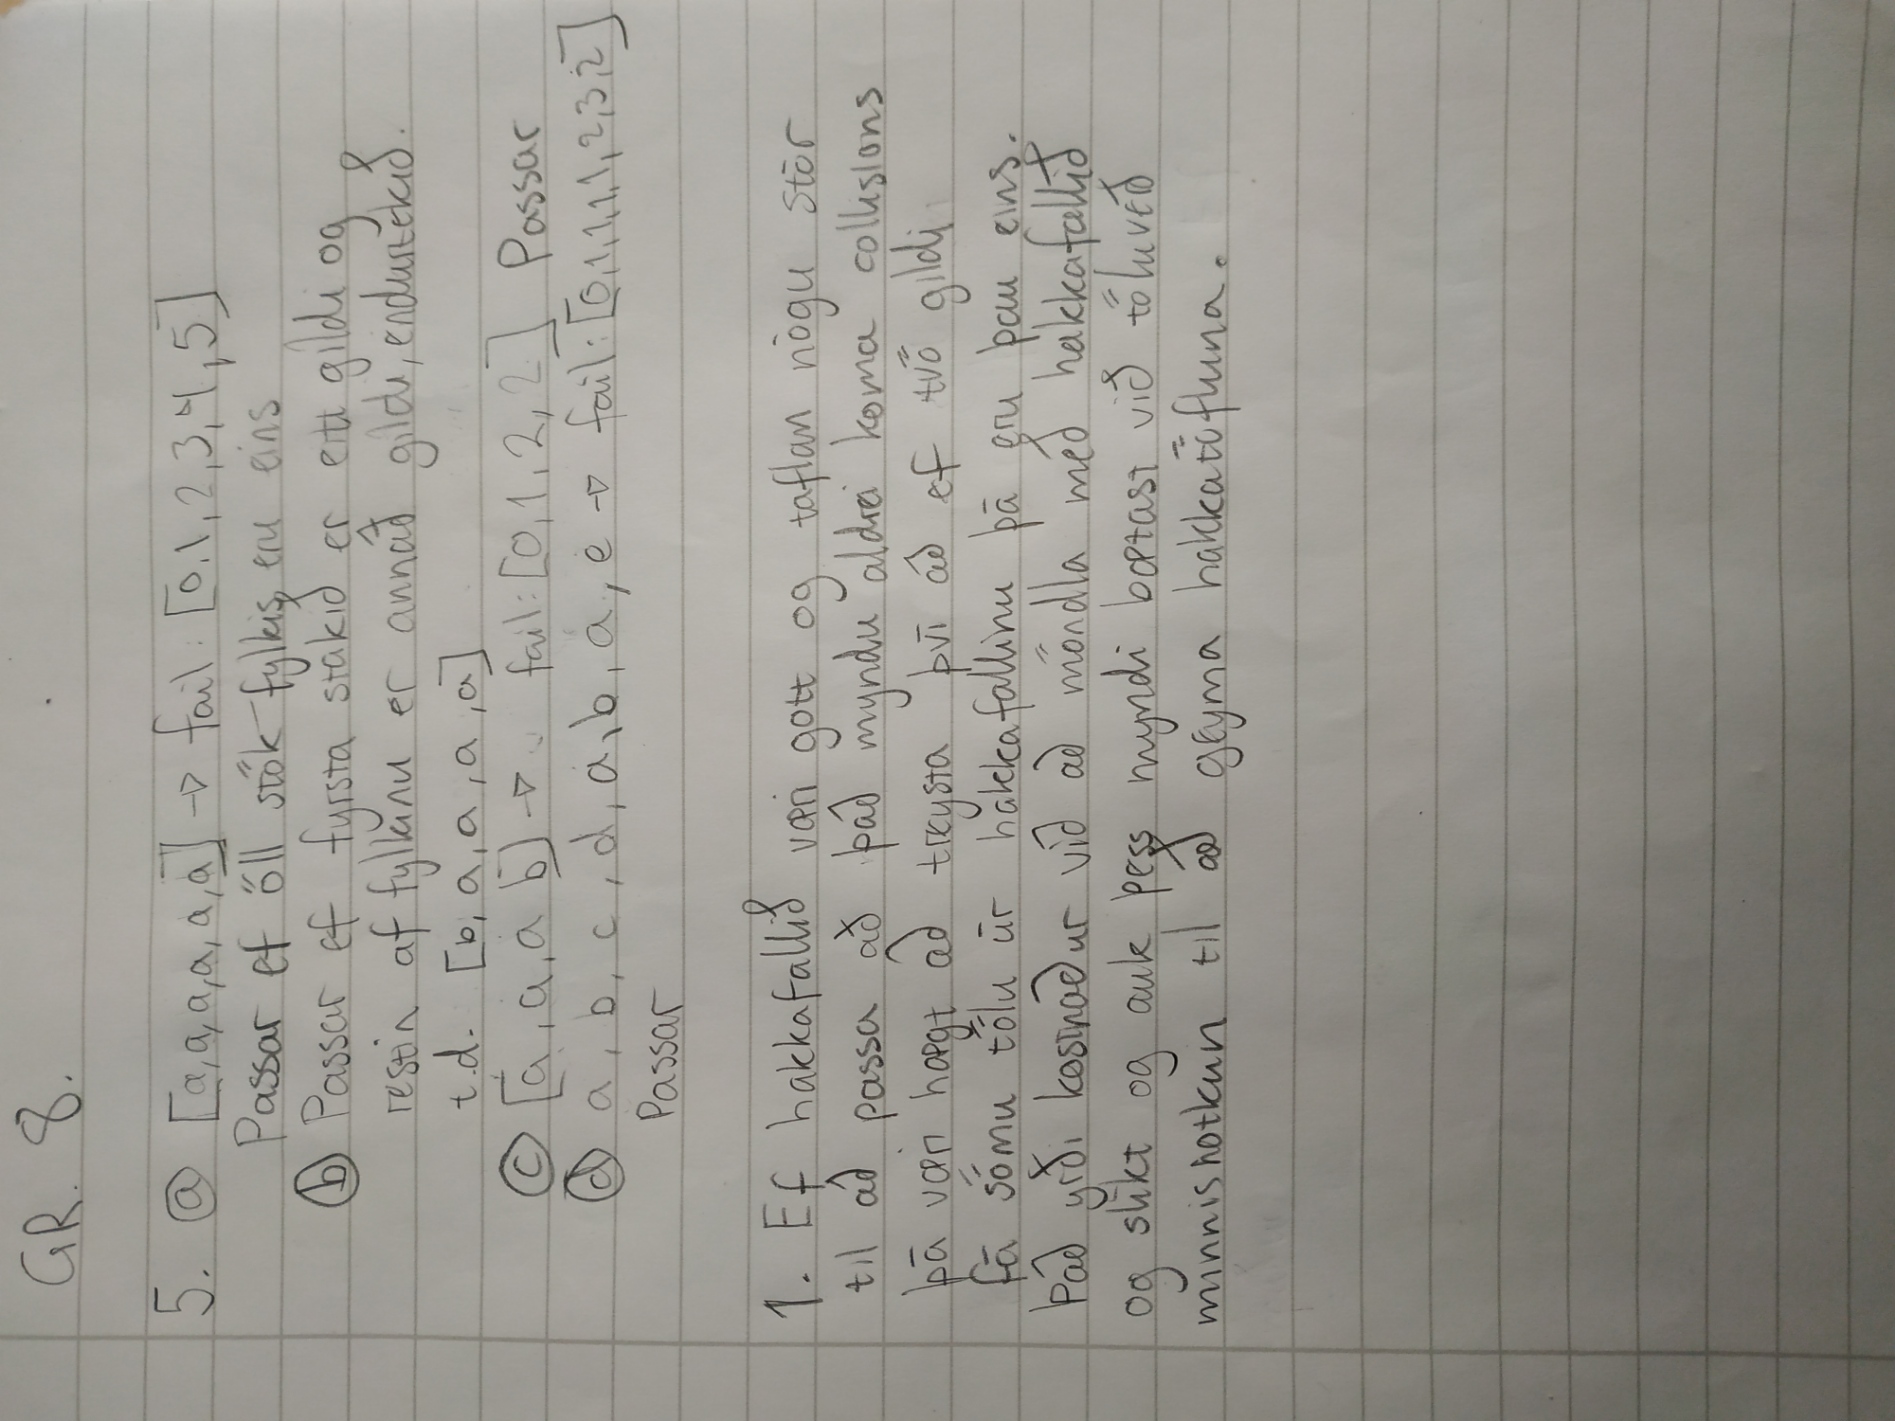 GR. 8.
5. (a) [a,a,a,a,a,a] → fail: [0,1,2,3,4,5]
Passar ef öll stök fylkis eru eins
(b) Passar ef fyrsta stakið er eitt gildi og
restin af fylkinu er annað gildi, endurtekið.
t.d. [b, a, a, a, a]
(c) [a, a, a b] → fail: [0,1,2,2] Passar
(d) a, b, c, d, a, b, a, e → fail: [0,1,1,1,1,2,3,2]
Passar
1. Ef hakkafallið væri gott og taflan nógu stór
til að passa að það myndu aldrei koma collisions
þá væri hægt að treysta því að ef tvö gildi
fá sömu tölu úr hakkafallinu þá eru þau eins.
Það yrði kostnaður við að möndla með hakkafallið
og slíkt og auk þess myndi bætast við töluverð
minnisnotkun til að geyma hakkatöfluna.